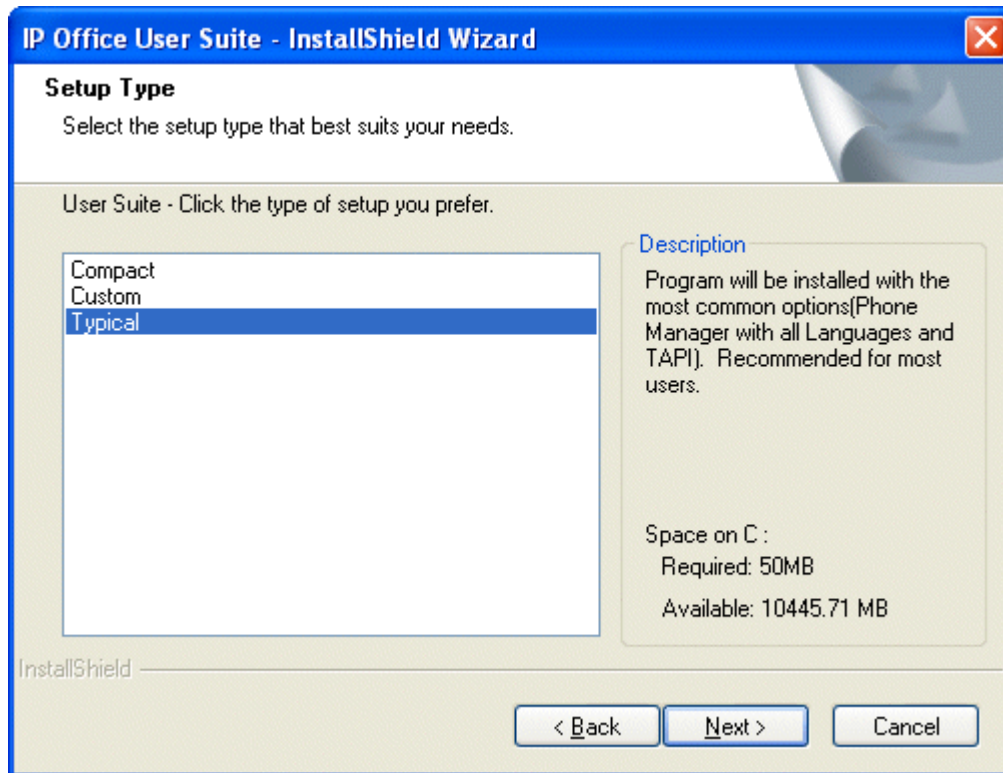 IP Office User Suite - InstallShield Wizard
Setup Type
Select the setup type that best suits your needs.
User Suite - Click the type of setup you prefer.
Compact
Custom
Typical
Description
Program will be installed with the
most common options(Phone
Manager with all Languages and
TAPI). Recommended for most
users.
Space on C :
Required: 50MB
Available: 10445.71 MB
InstallShield
< Back
Next >
Cancel